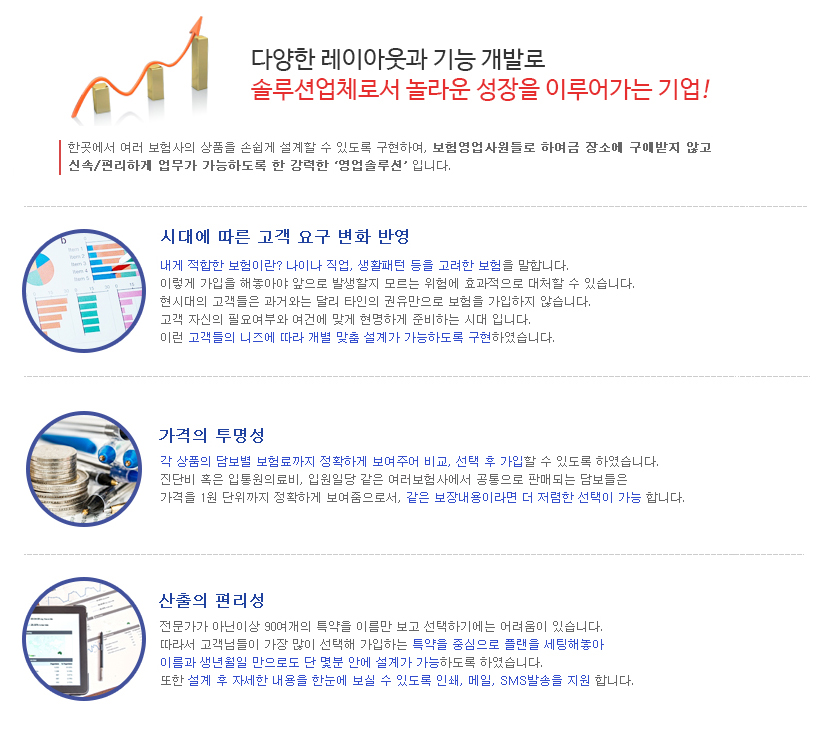 다양한 레이아웃과 기능 개발로
솔루션업체로서 놀라운 성장을 이루어가는 기업!
한곳에서 여러 보험사의 상품을 손쉽게 설계할 수 있도록 구현하여, 보험영업사원들로 하여금 장소에 구애받지 않고
신속/편리하게 업무가 가능하도록 한 강력한 ‘영업솔루션’ 입니다.
시대에 따른 고객 요구 변화 반영
내게 적합한 보험이란? 나이나 직업, 생활패턴 등을 고려한 보험을 말합니다.
이렇게 가입을 해놓아야 앞으로 발생할지 모르는 위험에 효과적으로 대처할 수 있습니다.
현시대의 고객들은 과거와는 달리 타인의 권유만으로 보험을 가입하지 않습니다.
고객 자신의 필요여부와 여건에 맞게 현명하게 준비하는 시대 입니다.
이런 고객들의 니즈에 따라 개별 맞춤 설계가 가능하도록 구현하였습니다.
Item 1
Item 2
Item 3
Item 4
Item 5
가격의 투명성
각 상품의 담보별 보험료까지 정확하게 보여주어 비교, 선택 후 가입할 수 있도록 하였습니다.
진단비 혹은 입통원의료비, 입원일당 같은 여러보험사에서 공통으로 판매되는 담보들은
가격을 1원 단위까지 정확하게 보여줌으로서, 같은 보장내용이라면 더 저렴한 선택이 가능 합니다.
산출의 편리성
전문가가 아닌이상 90여개의 특약을 이름만 보고 선택하기에는 어려움이 있습니다.
따라서 고객님들이 가장 많이 선택해 가입하는 특약을 중심으로 플랜을 세팅해놓아
이름과 생년월일 만으로도 단 몇분 안에 설계가 가능하도록 하였습니다.
또한 설계 후 자세한 내용을 한눈에 보실 수 있도록 인쇄, 메일, SMS발송을 지원 합니다.